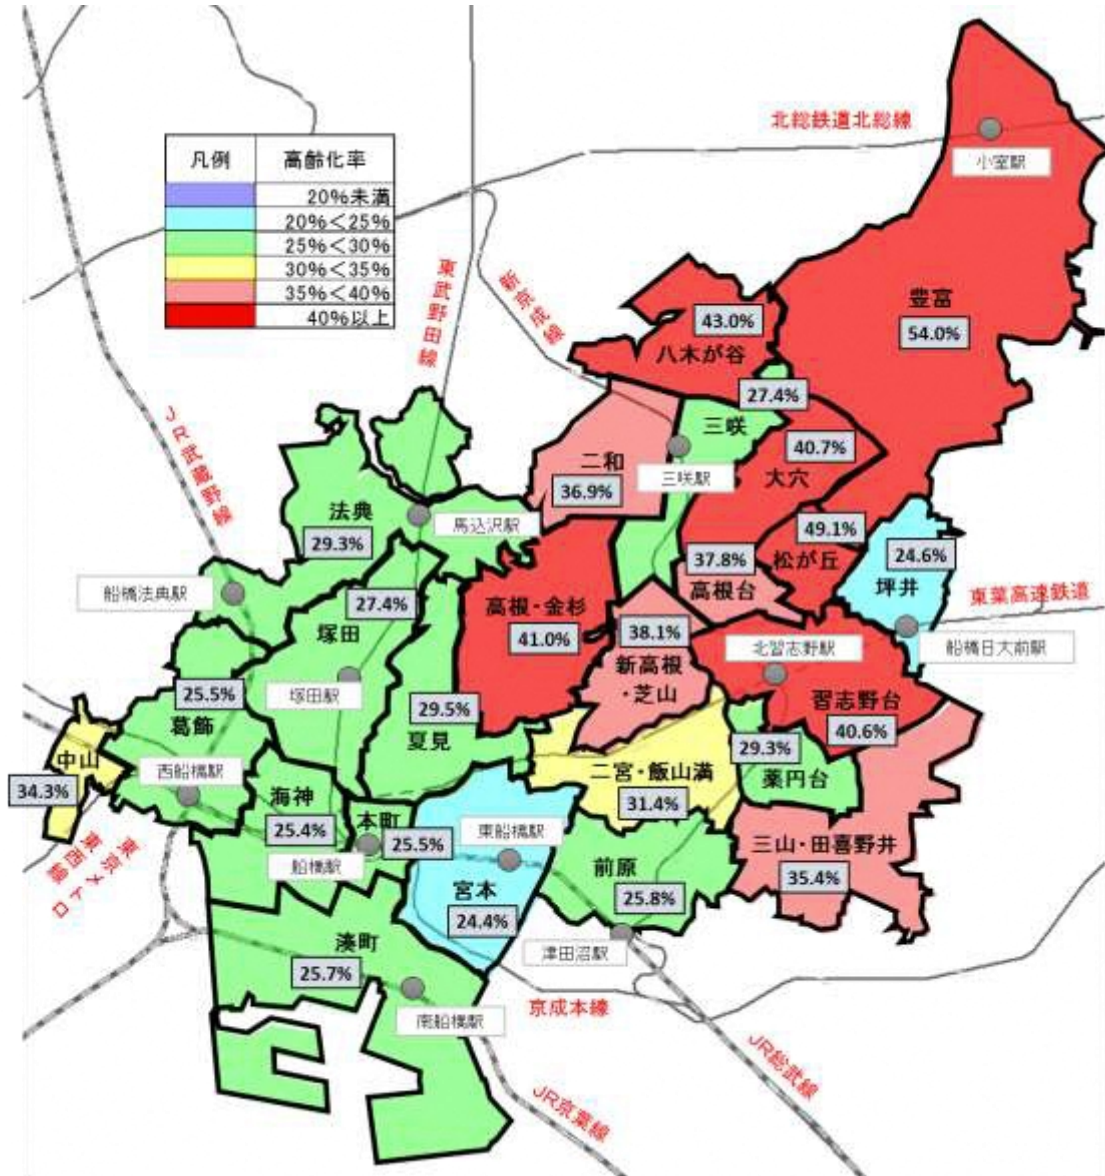 北総鉄道北総線
小室駅
凡例 高齢化率
20%未満
20%<25%
25%<30%
30%<35%
35%<40%
40%以上
東武野田線
新京成線
豊富
54.0%
43.0%
八木が谷
27.4%
三咲
40.7%
大穴
三咲駅
二和
36.9%
JR武蔵野線
法典
29.3%
馬込沢駅
49.1%
松が丘
24.6%
坪井
37.8%
高根台
船橋法典駅
27.4%
塚田
高根・金杉
41.0%
38.1%
新高根
・芝山
東葉高速鉄道
北習志野駅
船橋日大前駅
塚田駅
25.5%
葛飾
29.5%
夏見
習志野台
40.6%
29.3%
薬円台
中山
34.3%
西船橋駅
二宮・飯山満
31.4%
海神
25.4%
本町
25.5%
東船橋駅
船橋駅
東京メトロ
東西線
宮本
24.4%
前原
25.8%
三山・田喜野井
35.4%
湊町
25.7%
津田沼駅
南船橋駅
京成本線
JR総武線
JR京葉線